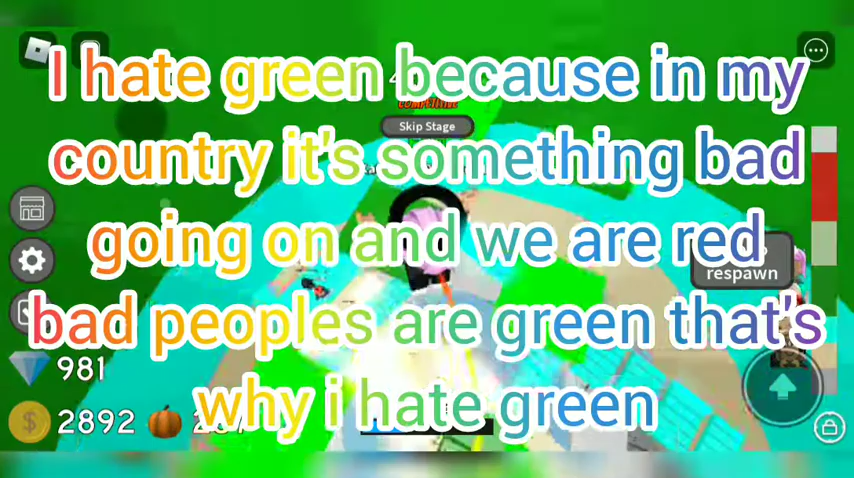 I hate green because in my
Skip Stage
country it's something bad
going on and we are red
respawn
bad peoples are green that's
981
why i hate green
2892